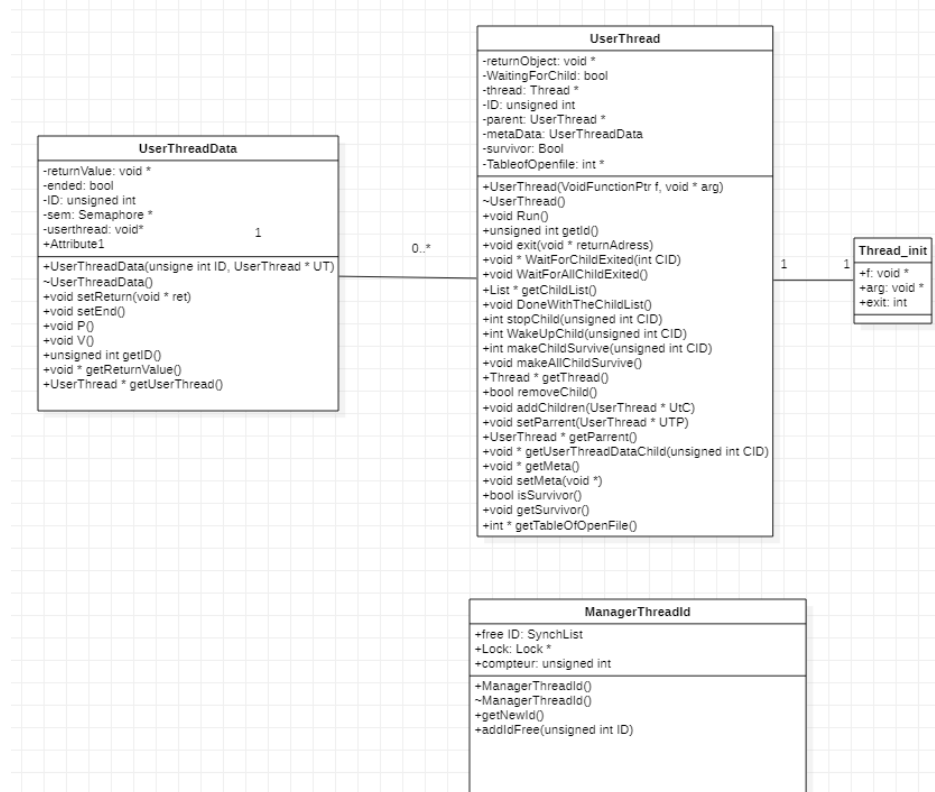 UserThread
-returnObject: void *
-WaitingForChild: bool
-thread: Thread *
-ID: unsigned int
-parent: UserThread *
-metaData: UserThreadData
-survivor: Bool
-TableofOpenfile: int *
+UserThread(VoidFunctionPtr f, void * arg)
~UserThread()
+void Run()
+unsigned int getId()
+void exit(void * returnAdress)
+void * WaitForChildExited(int CID)
+void WaitForAllChildExited()
+List * getChildList()
+void DoneWithTheChildList()
+int stopChild(unsigned int CID)
+int WakeUpChild(unsigned int CID)
+int makeChildSurvive(unsigned int CID)
+void makeAllChildSurvive()
+Thread * getThread()
+bool removeChild()
+void addChildren(UserThread * UtC)
+void setParent(UserThread * UTP)
+UserThread * getParent()
+void * getUserThreadDataChild(unsigned int CID)
+void * getMeta()
+void setMeta(void *)
+bool isSurvivor()
+void getSurvivor()
+int * getTableOfOpenFile()
UserThreadData
-returnValue: void *
-ended: bool
-ID: unsigned int
-sem: Semaphore *
-userthread: void*
+Attribute1
+UserThreadData(unsigne int ID, UserThread * UT)
~UserThreadData()
+void setReturn(void * ret)
+void setEnd()
+void P()
+void V()
+unsigned int getID()
+void * getReturnValue()
+UserThread * getUserThread()
1
0..*
1
1
Thread_init
+f: void *
+arg: void *
+exit: int
ManagerThreadId
+free ID: SynchList
+Lock: Lock *
+compteur: unsigned int
+ManagerThreadId()
~ManagerThreadId()
+getNewId()
+addIdFree(unsigned int ID)